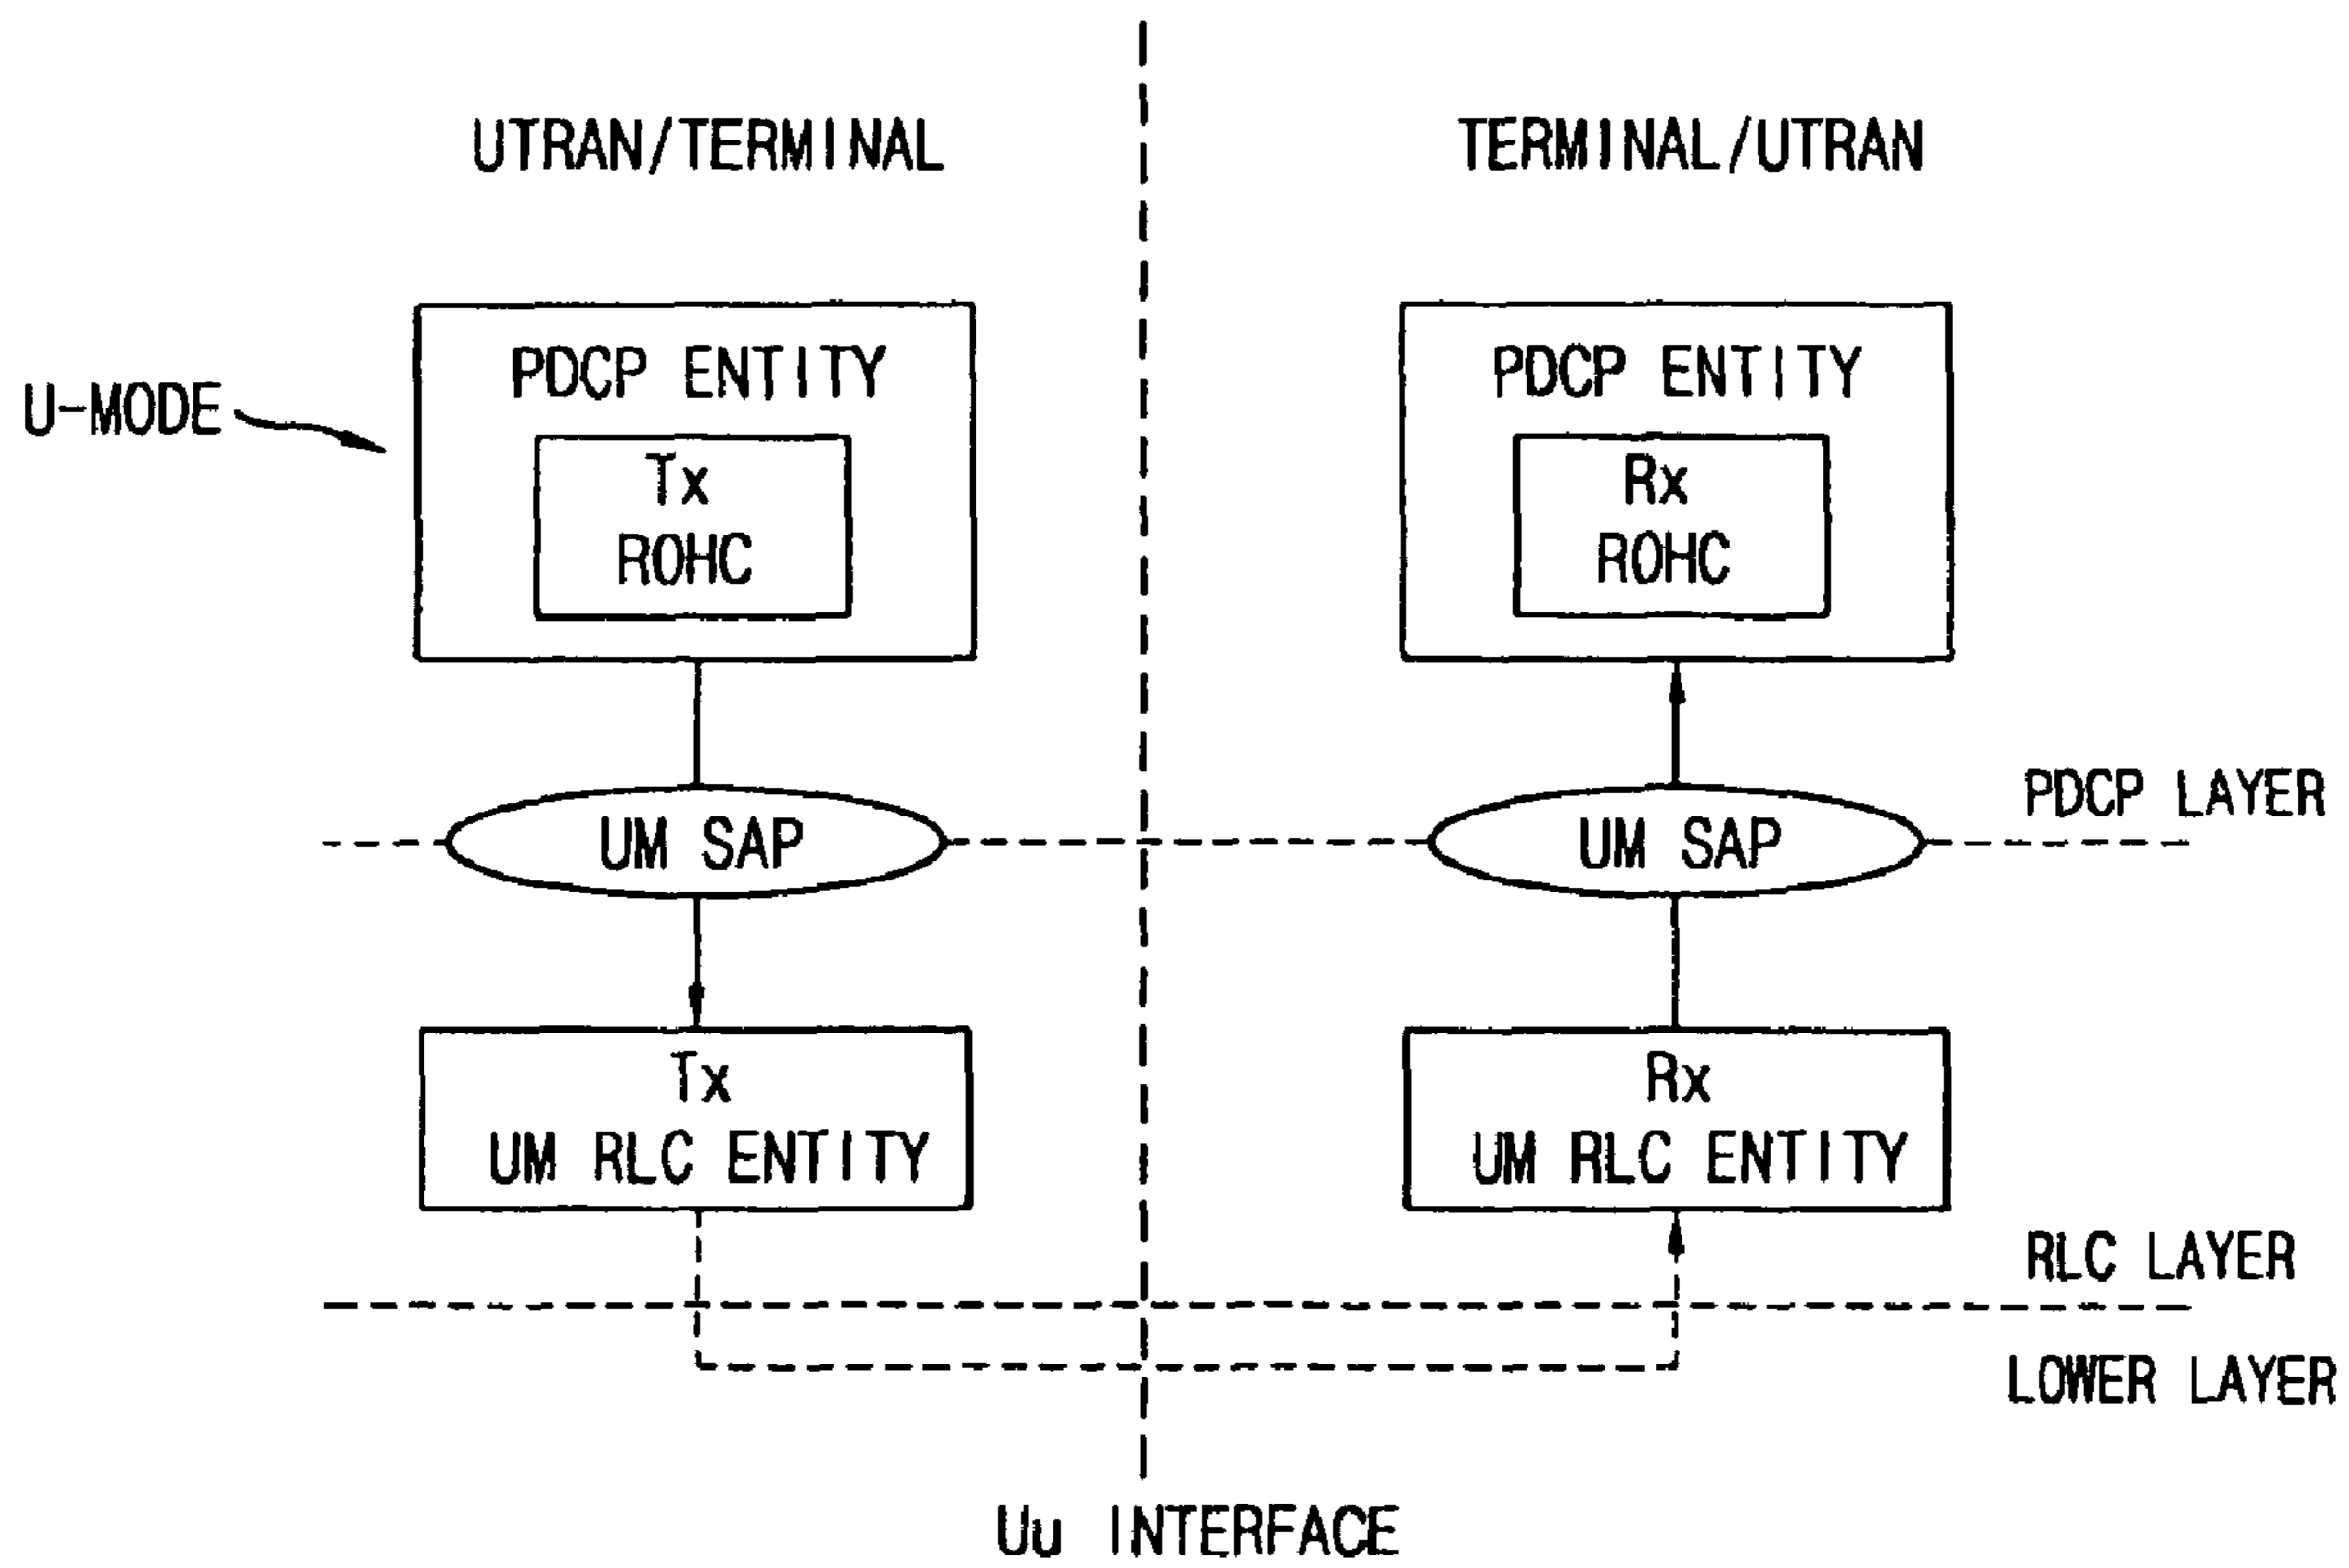 UTRAN/TERMINAL
TERMINAL/UTRAN
U-MODE
PDCP ENTITY
Tx
ROHC
PDCP ENTITY
Rx
ROHC
UM SAP
UM SAP
PDCP LAYER
Tx
UM RLC ENTITY
Rx
UM RLC ENTITY
RLC LAYER
LOWER LAYER
Uu INTERFACE